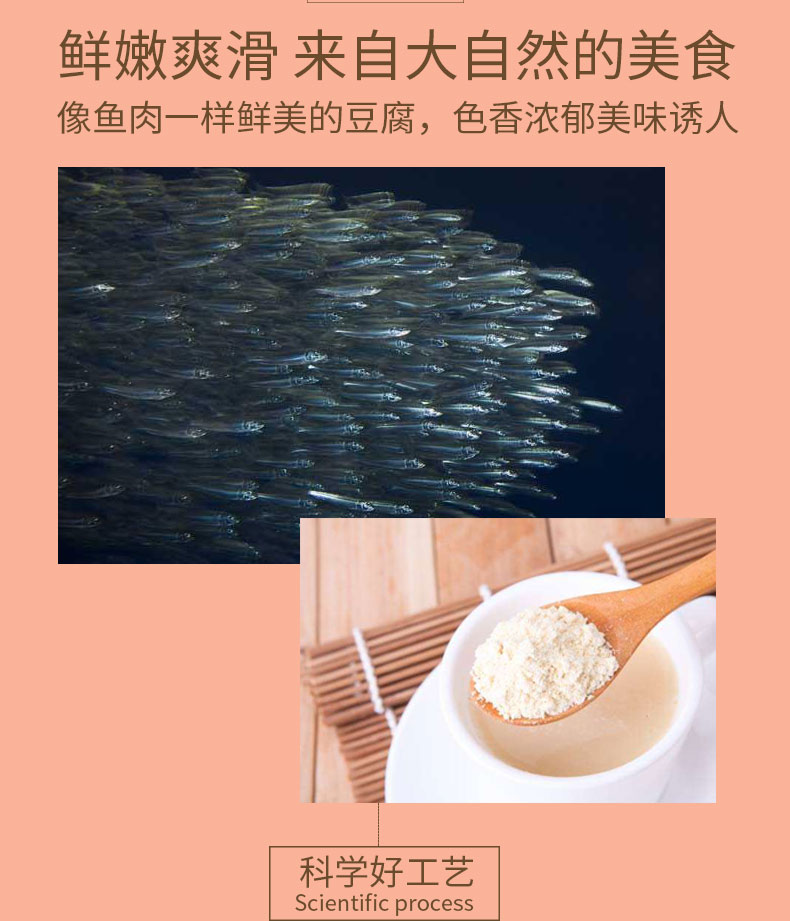 鲜嫩爽滑 来自大自然的美食
像鱼肉一样鲜美的豆腐，色香浓郁美味诱人
科学好工艺
Scientific process